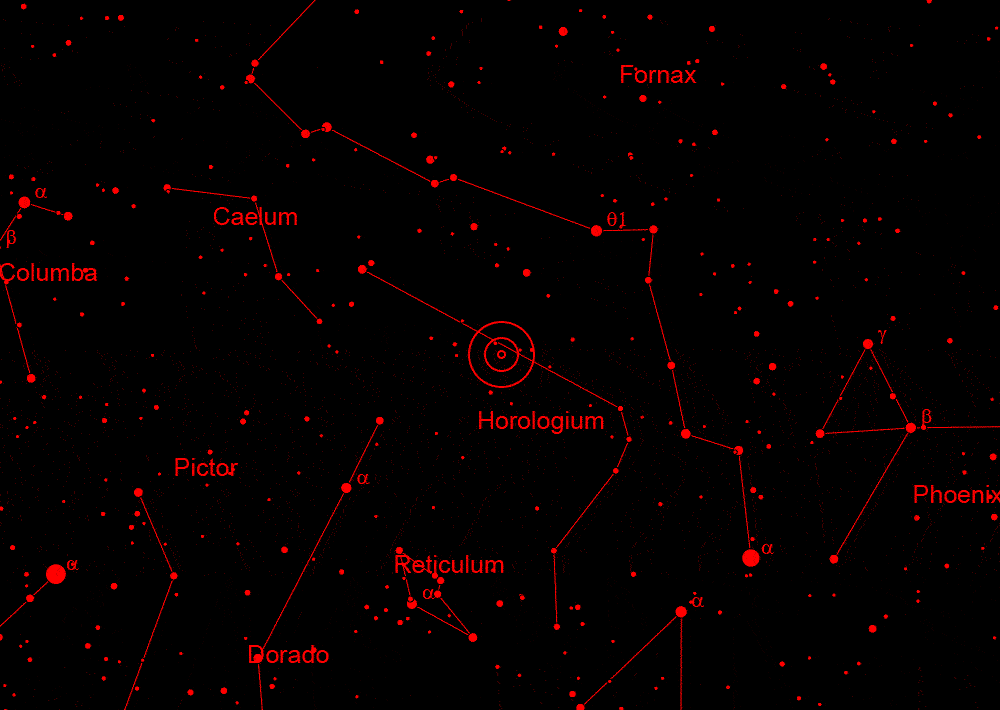 Fornax
α
Caelum
θ1
β
Columba
γ
Horologium
β
Pictor
α
Phoenix
α
Reticulum
α
α
α
Dorado